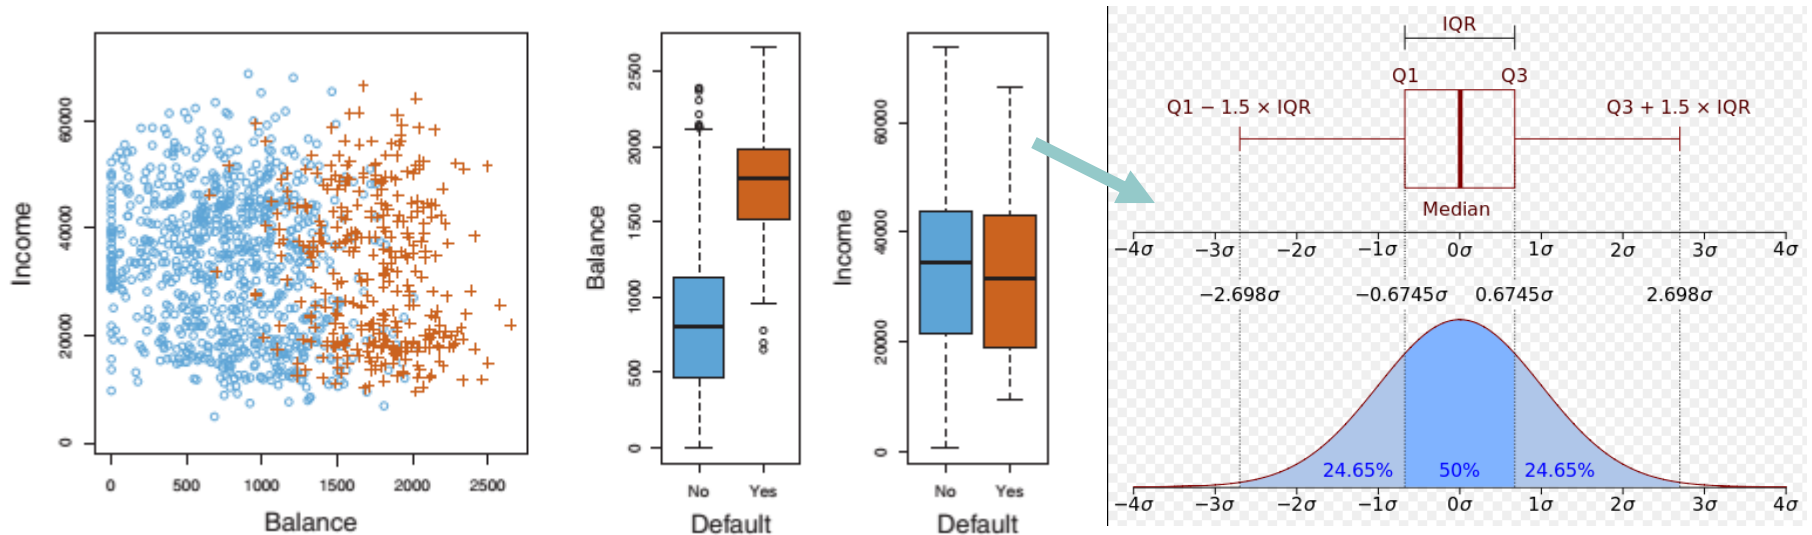 Income
0
20000
40000
60000
0
500
1000
1500
2000
2500
Balance
Balance
0
500
1000
1500
2000
2500
No
Yes
Default
Income
0
20000
40000
60000
No
Yes
Default
IQR
Q1
Q3
Q1 − 1.5 × IQR
Q3 + 1.5 × IQR
Median
−4σ
−3σ
−2σ
−1σ
0σ
1σ
2σ
3σ
4σ
−2.698σ
−0.6745σ
0.6745σ
2.698σ
24.65%
50%
24.65%
−4σ
−3σ
−2σ
−1σ
0σ
1σ
2σ
3σ
4σ